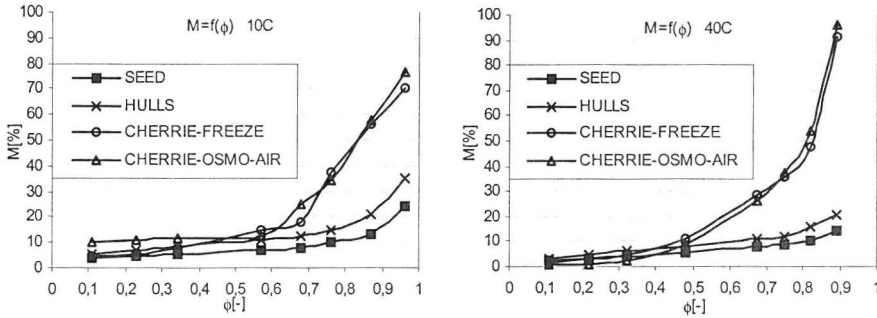 M=f(ϕ) 10C
100
90
80
70
60
50
40
30
20
10
0
M[%]
SEED
HULLS
CHERRIE-FREEZE
CHERRIE-OSMO-AIR
0 0,1 0,2 0,3 0,4 0,5 0,6 0,7 0,8 0,9 1
ϕ[-]
M=f(ϕ) 40C
100
90
80
70
60
50
40
30
20
10
0
M[%]
SEED
HULLS
CHERRIE-FREEZE
CHERRIE-OSMO-AIR
0 0,1 0,2 0,3 0,4 0,5 0,6 0,7 0,8 0,9 1
ϕ[-]